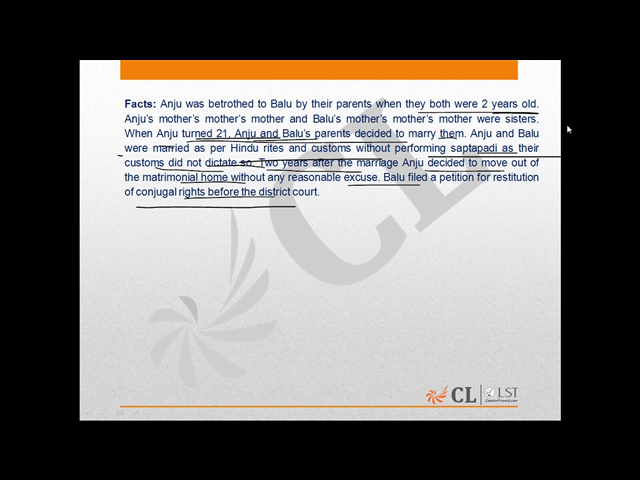 Facts: Anju was betrothed to Balu by their parents when they both were 2 years old.
Anju's mother's mother's mother and Balu's mother's mother's mother were sisters.
When Anju turned 21, Anju and Balu's parents decided to marry them. Anju and Balu
were married as per Hindu rites and customs without performing saptapadi as their
customs did not dictate so. Two years after the marriage Anju decided to move out of
the matrimonial home without any reasonable excuse. Balu filed a petition for restitution
of conjugal rights before the district court.
CL
CL LST